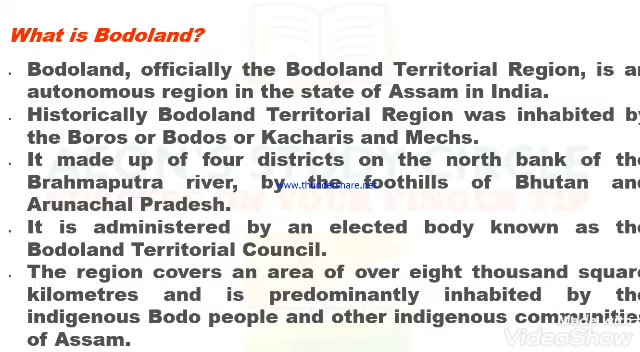 What is Bodoland?
Bodoland, officially the Bodoland Territorial Region, is an
autonomous region in the state of Assam in India.
Historically Bodoland Territorial Region was inhabited by
the Boros or Bodos or Kacharis and Mechs.
It made up of four districts on the north bank of the
Brahmaputra river, by the foothills of Bhutan and
www.thundershare.net
Arunachal Pradesh.
It is administered by an elected body known as the
Bodoland Territorial Council.
The region covers an area of over eight thousand square
kilometres and is predominantly inhabited by the
indigenous Bodo people and other indigenous communities
of Assam.
Made with
VideoShow